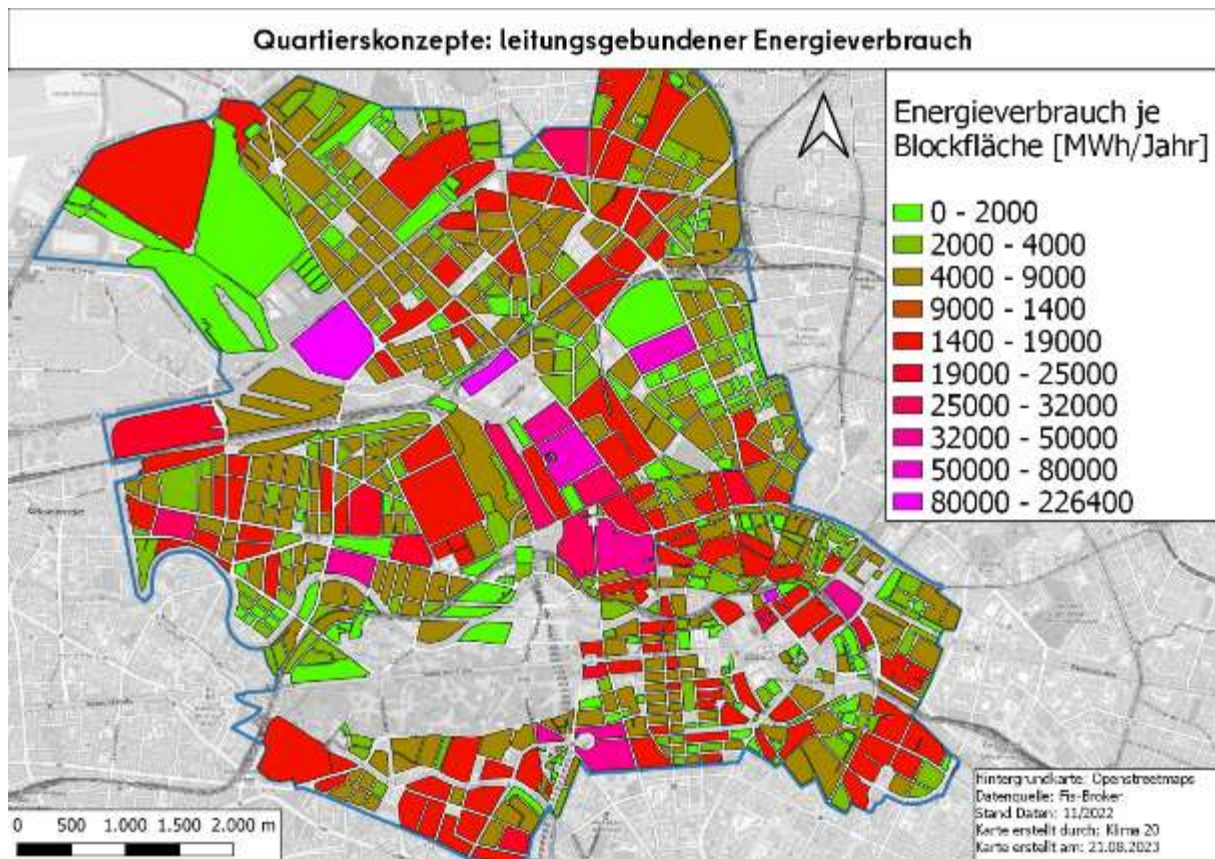 Quartierskonzepte: leitungsgebundener Energieverbrauch
Energieverbrauch je
Blockfläche [MWh/Jahr]
0 - 2000
2000 - 4000
4000 - 9000
9000 - 1400
1400 - 19000
19000 - 25000
25000 - 32000
32000 - 50000
50000 - 80000
80000 - 226400
Hintergrundkarte: Openstreetmaps
Datenquelle: Fis-Broker
Stand Daten: 11/2022
Karte erstellt durch: Klima 20
Karte erstellt am: 21.08.2023
0 500 1.000 1.500 2.000 m